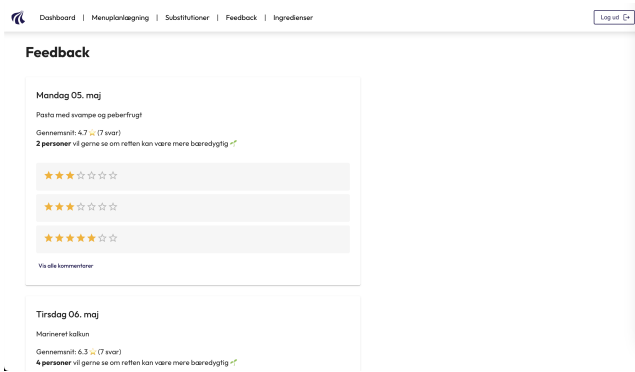 Dashboard | Menuplanlægning | Substitutioner | Feedback | Ingredienser
Log ud
Feedback
Mandag 05. maj
Pasta med svampe og peberfrugt
Gennemsnit: 4.7 ⭐ (7 svar)
2 personer vil gerne se om retten kan være mere bæredygtig 🌱
Vis alle kommentarer
Tirsdag 06. maj
Marineret kalkun
Gennemsnit: 6.3 ⭐ (7 svar)
4 personer vil gerne se om retten kan være mere bæredygtig 🌱